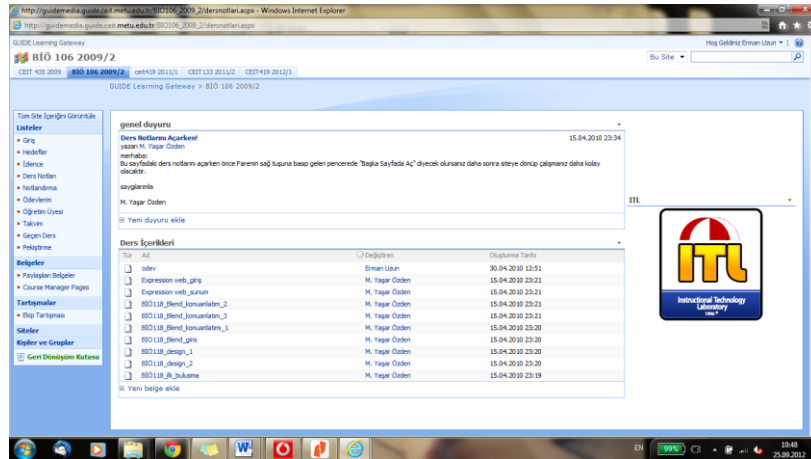 http://guidemedia.guide.ceit.metu.edu.tr/BIO106_2009_2/dersnotlari.aspx - Windows Internet Explorer
http://guidemedia.guide.ceit.metu.edu.tr/BIO106_2009_2/dersnotlari.aspx
GUIDE Learning Gateway
Hoş Geldiniz Erman Uzun
BİÖ 106 2009/2
Bu Site
CEIT 435 2009 BİÖ 106 2009/2 ceit419 2011/1 CEIT133 2011/2 CEIT419 2012/1
GUIDE Learning Gateway > BİÖ 106 2009/2
Tüm Site İçeriğini Görüntüle
Listeler
Giriş
Hedefler
İzlence
Ders Notları
Notlandırma
Ödevlerim
Öğretim Üyesi
Takvim
Geçen Ders
Pekiştirme
Belgeler
Paylaşılan Belgeler
Course Manager Pages
Tartışmalar
Ekip Tartışması
Siteler
Kişiler ve Gruplar
Geri Dönüşüm Kutusu
genel duyuru
Ders Notlarını Açarken! 15.04.2010 23:34
yazan M. Yaşar Özden
merhaba:
Bu sayfadaki ders notlarını açarken önce Farenin sağ tuşuna basıp gelen pencerede "Başka Sayfada Aç" diyecek olursanız daha sonra siteye dönüp çalışmanız daha kolay
olacaktır.
saygılarımla
M. Yaşar Özden
Yeni duyuru ekle
Ders İçerikleri
Tür Ad Değiştiren Oluşturma Tarihi
odev Erman Uzun 30.04.2010 12:51
Expression web_giriş M. Yaşar Özden 15.04.2010 23:21
Expression web_sunum M. Yaşar Özden 15.04.2010 23:21
BİÖ118_Blend_konuanlatım_2 M. Yaşar Özden 15.04.2010 23:21
BİÖ118_Blend_konuanlatım_3 M. Yaşar Özden 15.04.2010 23:21
BİÖ118_Blend_konuanlatımı_1 M. Yaşar Özden 15.04.2010 23:20
BİÖ118_Blend_giris M. Yaşar Özden 15.04.2010 23:20
BİÖ118_design_1 M. Yaşar Özden 15.04.2010 23:20
BİÖ118_design_2 M. Yaşar Özden 15.04.2010 23:20
BİÖ118_ilk_bulusma M. Yaşar Özden 15.04.2010 23:19
Yeni belge ekle
ITL
Instructional Technology
Laboratory
EN 99% 10:48
25.09.2012